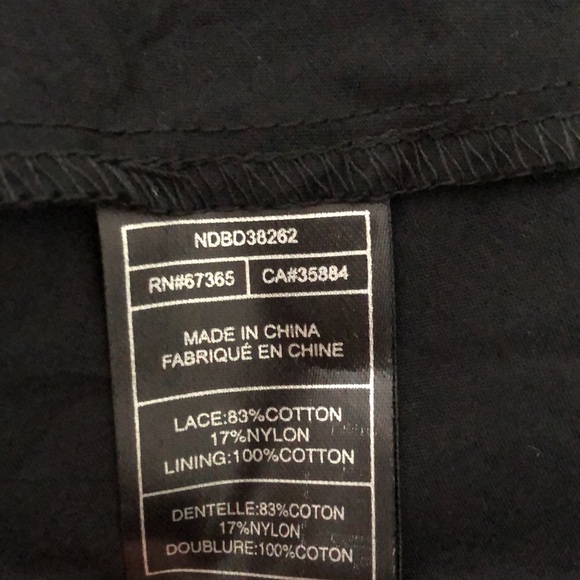 NDBD38262
RN#67365 CA#35884
MADE IN CHINA
FABRIQUÉ EN CHINE
LACE:83%COTTON
17%NYLON
LINING:100%COTTON
DENTELLE:83%COTON
17%NYLON
DOUBLURE:100%COTON